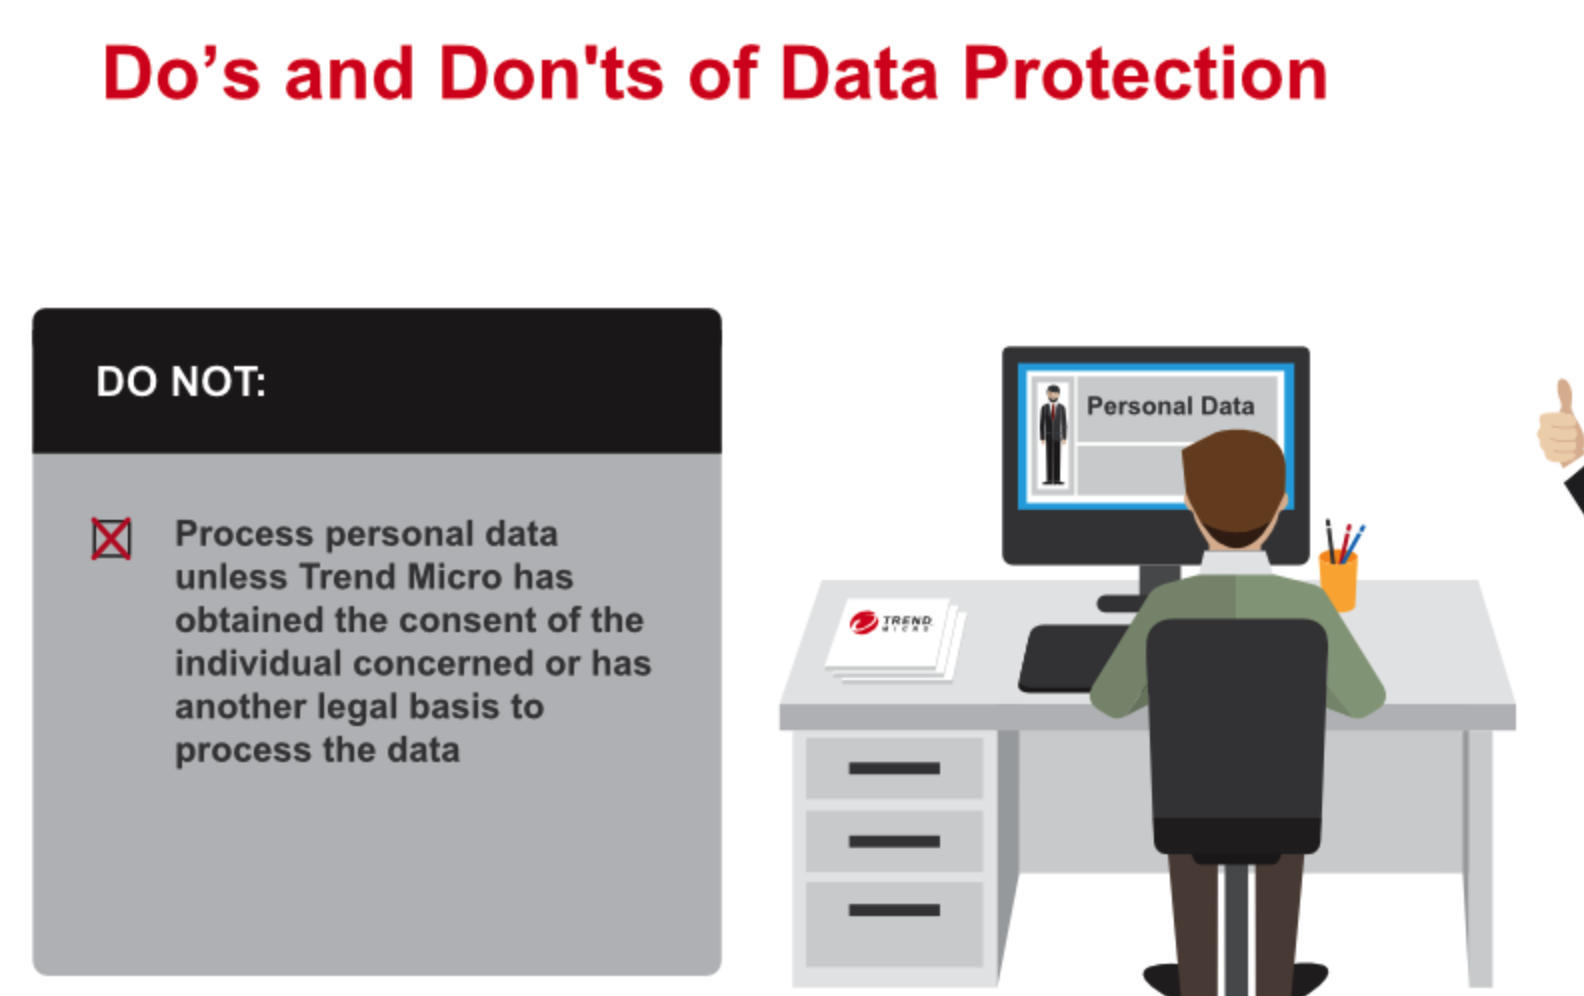 Do’s and Don'ts of Data Protection
DO NOT:
Process personal data
unless Trend Micro has
obtained the consent of the
individual concerned or has
another legal basis to
process the data
Personal Data
TREND
MICRO